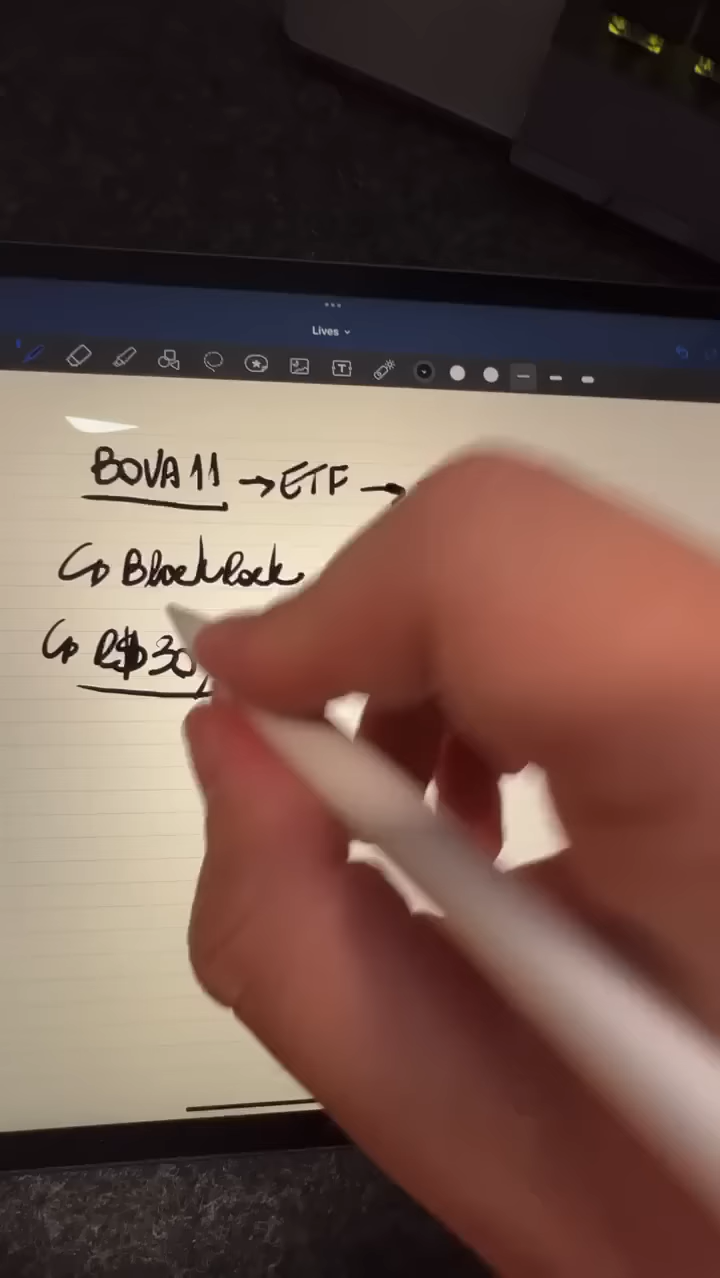 Lives
BOVA11 → ETF →
↳ Blackrock
↳ R$30,